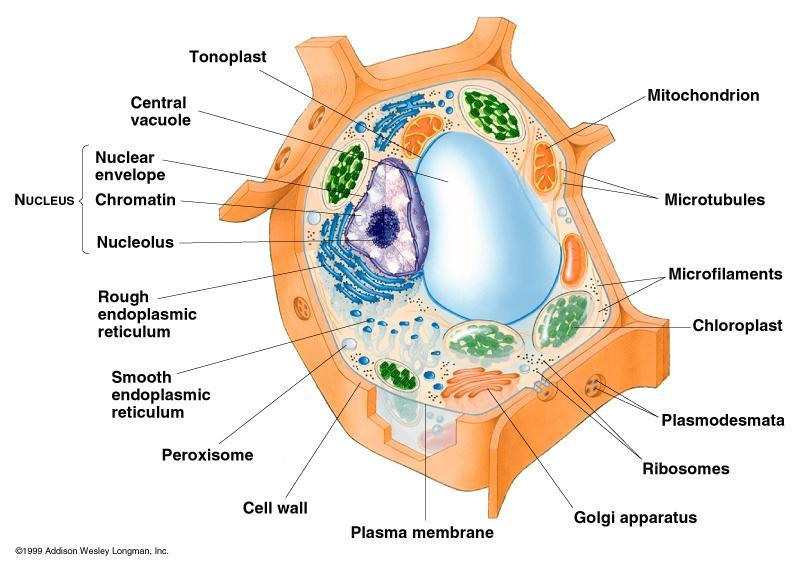 Tonoplast
Central
vacuole
Nuclear
envelope
NUCLEUS
Chromatin
Nucleolus
Rough
endoplasmic
reticulum
Smooth
endoplasmic
reticulum
Peroxisome
Cell wall
Plasma membrane
Mitochondrion
Microtubules
Microfilaments
Chloroplast
Plasmodesmata
Ribosomes
Golgi apparatus
©1999 Addison Wesley Longman, Inc.